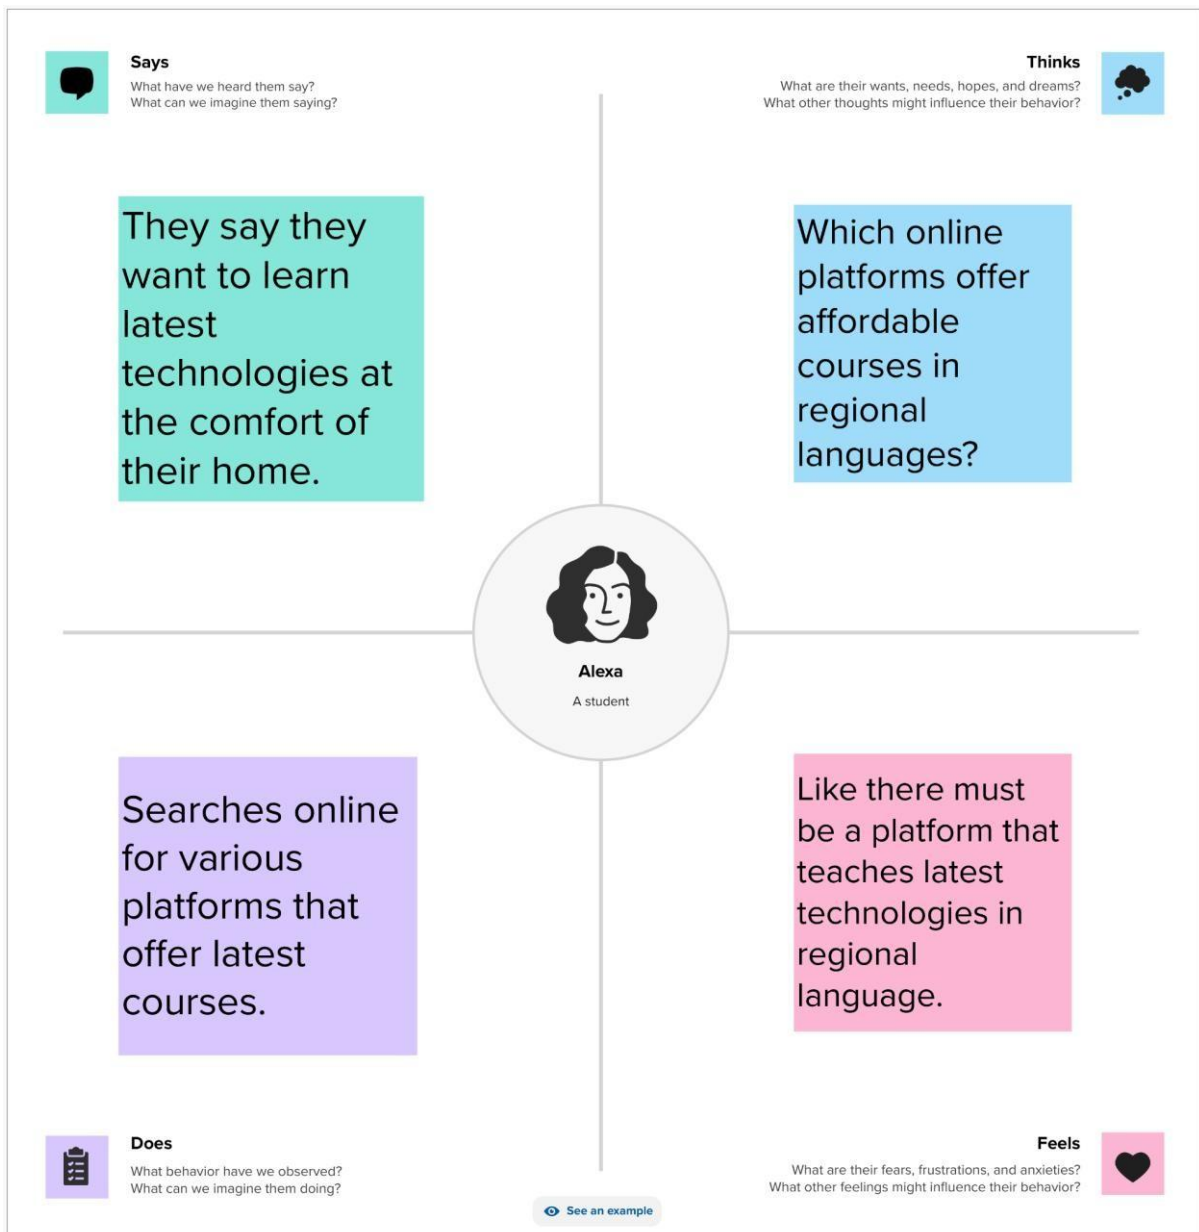 Says
What have we heard them say?
What can we imagine them saying?
Thinks
What are their wants, needs, hopes, and dreams?
What other thoughts might influence their behavior?
They say they
want to learn
latest
technologies at
the comfort of
their home.
Which online
platforms offer
affordable
courses in
regional
languages?
Alexa
A student
Searches online
for various
platforms that
offer latest
courses.
Like there must
be a platform that
teaches latest
technologies in
regional
language.
Does
What behavior have we observed?
What can we imagine them doing?
Feels
What are their fears, frustrations, and anxieties?
What other feelings might influence their behavior?
See an example